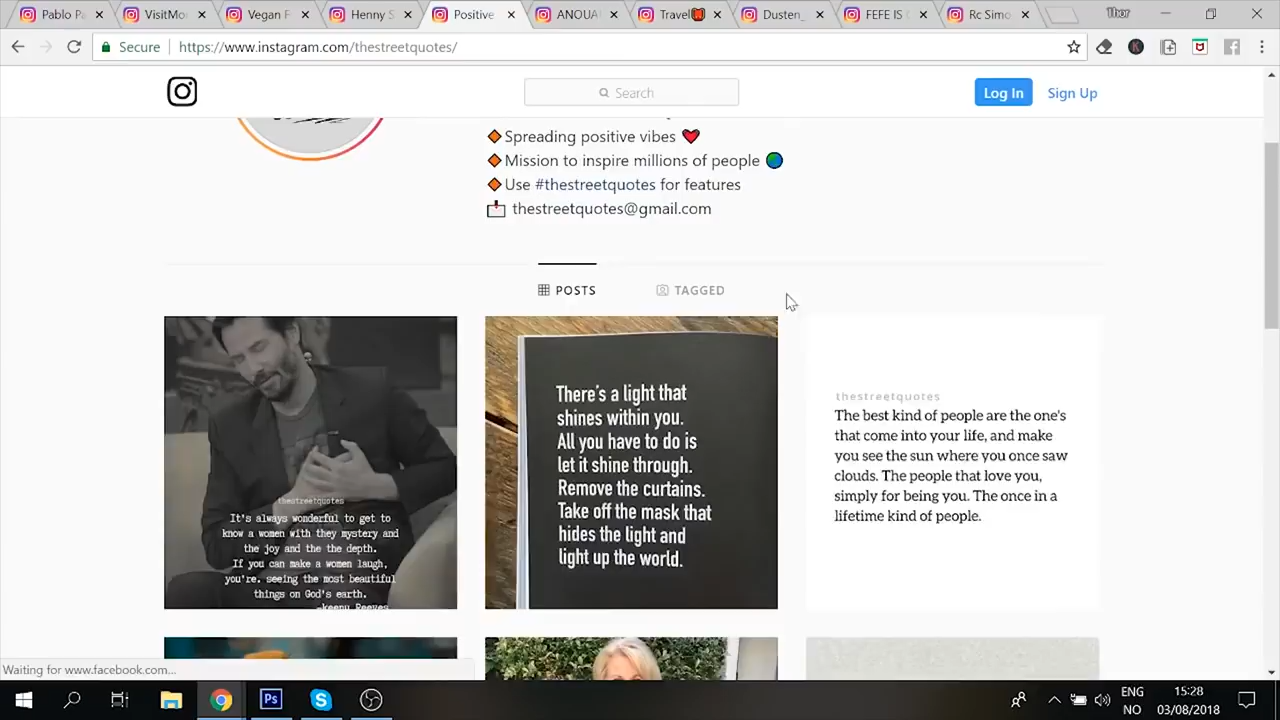 Pablo P
VisitMo
Vegan F
Henny S
Positive
ANOUA
Travel
Dusten_
FEFE IS
Rc Simo
Thor
Secure
https://www.instagram.com/thestreetquotes/
Search
Log In
Sign Up
Spreading positive vibes
Mission to inspire millions of people
Use #thestreetquotes for features
thestreetquotes@gmail.com
POSTS
TAGGED
thestreetquotes
It's always wonderful to get to
know a women with they mystery and
the joy and the the depth.
If you can make a women laugh,
you're. seeing the most beautiful
things on God's earth.
-keenu Reeves
There's a light that
shines within you.
All you have to do is
let it shine through.
Remove the curtains.
Take off the mask that
hides the light and
light up the world.
thestreetquotes
The best kind of people are the one's
that come into your life, and make
you see the sun where you once saw
clouds. The people that love you,
simply for being you. The once in a
lifetime kind of people.
Waiting for www.facebook.com...
Ps
ENG
NO
15:28
03/08/2018